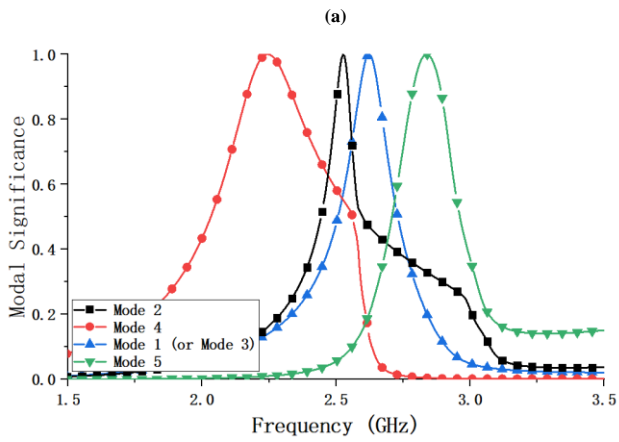 (a)
Modal Significance
1.0
0.8
0.6
0.4
0.2
0.0
Mode 2
Mode 4
Mode 1 (or Mode 3)
Mode 5
1.5 2.0 2.5 3.0 3.5
Frequency (GHz)